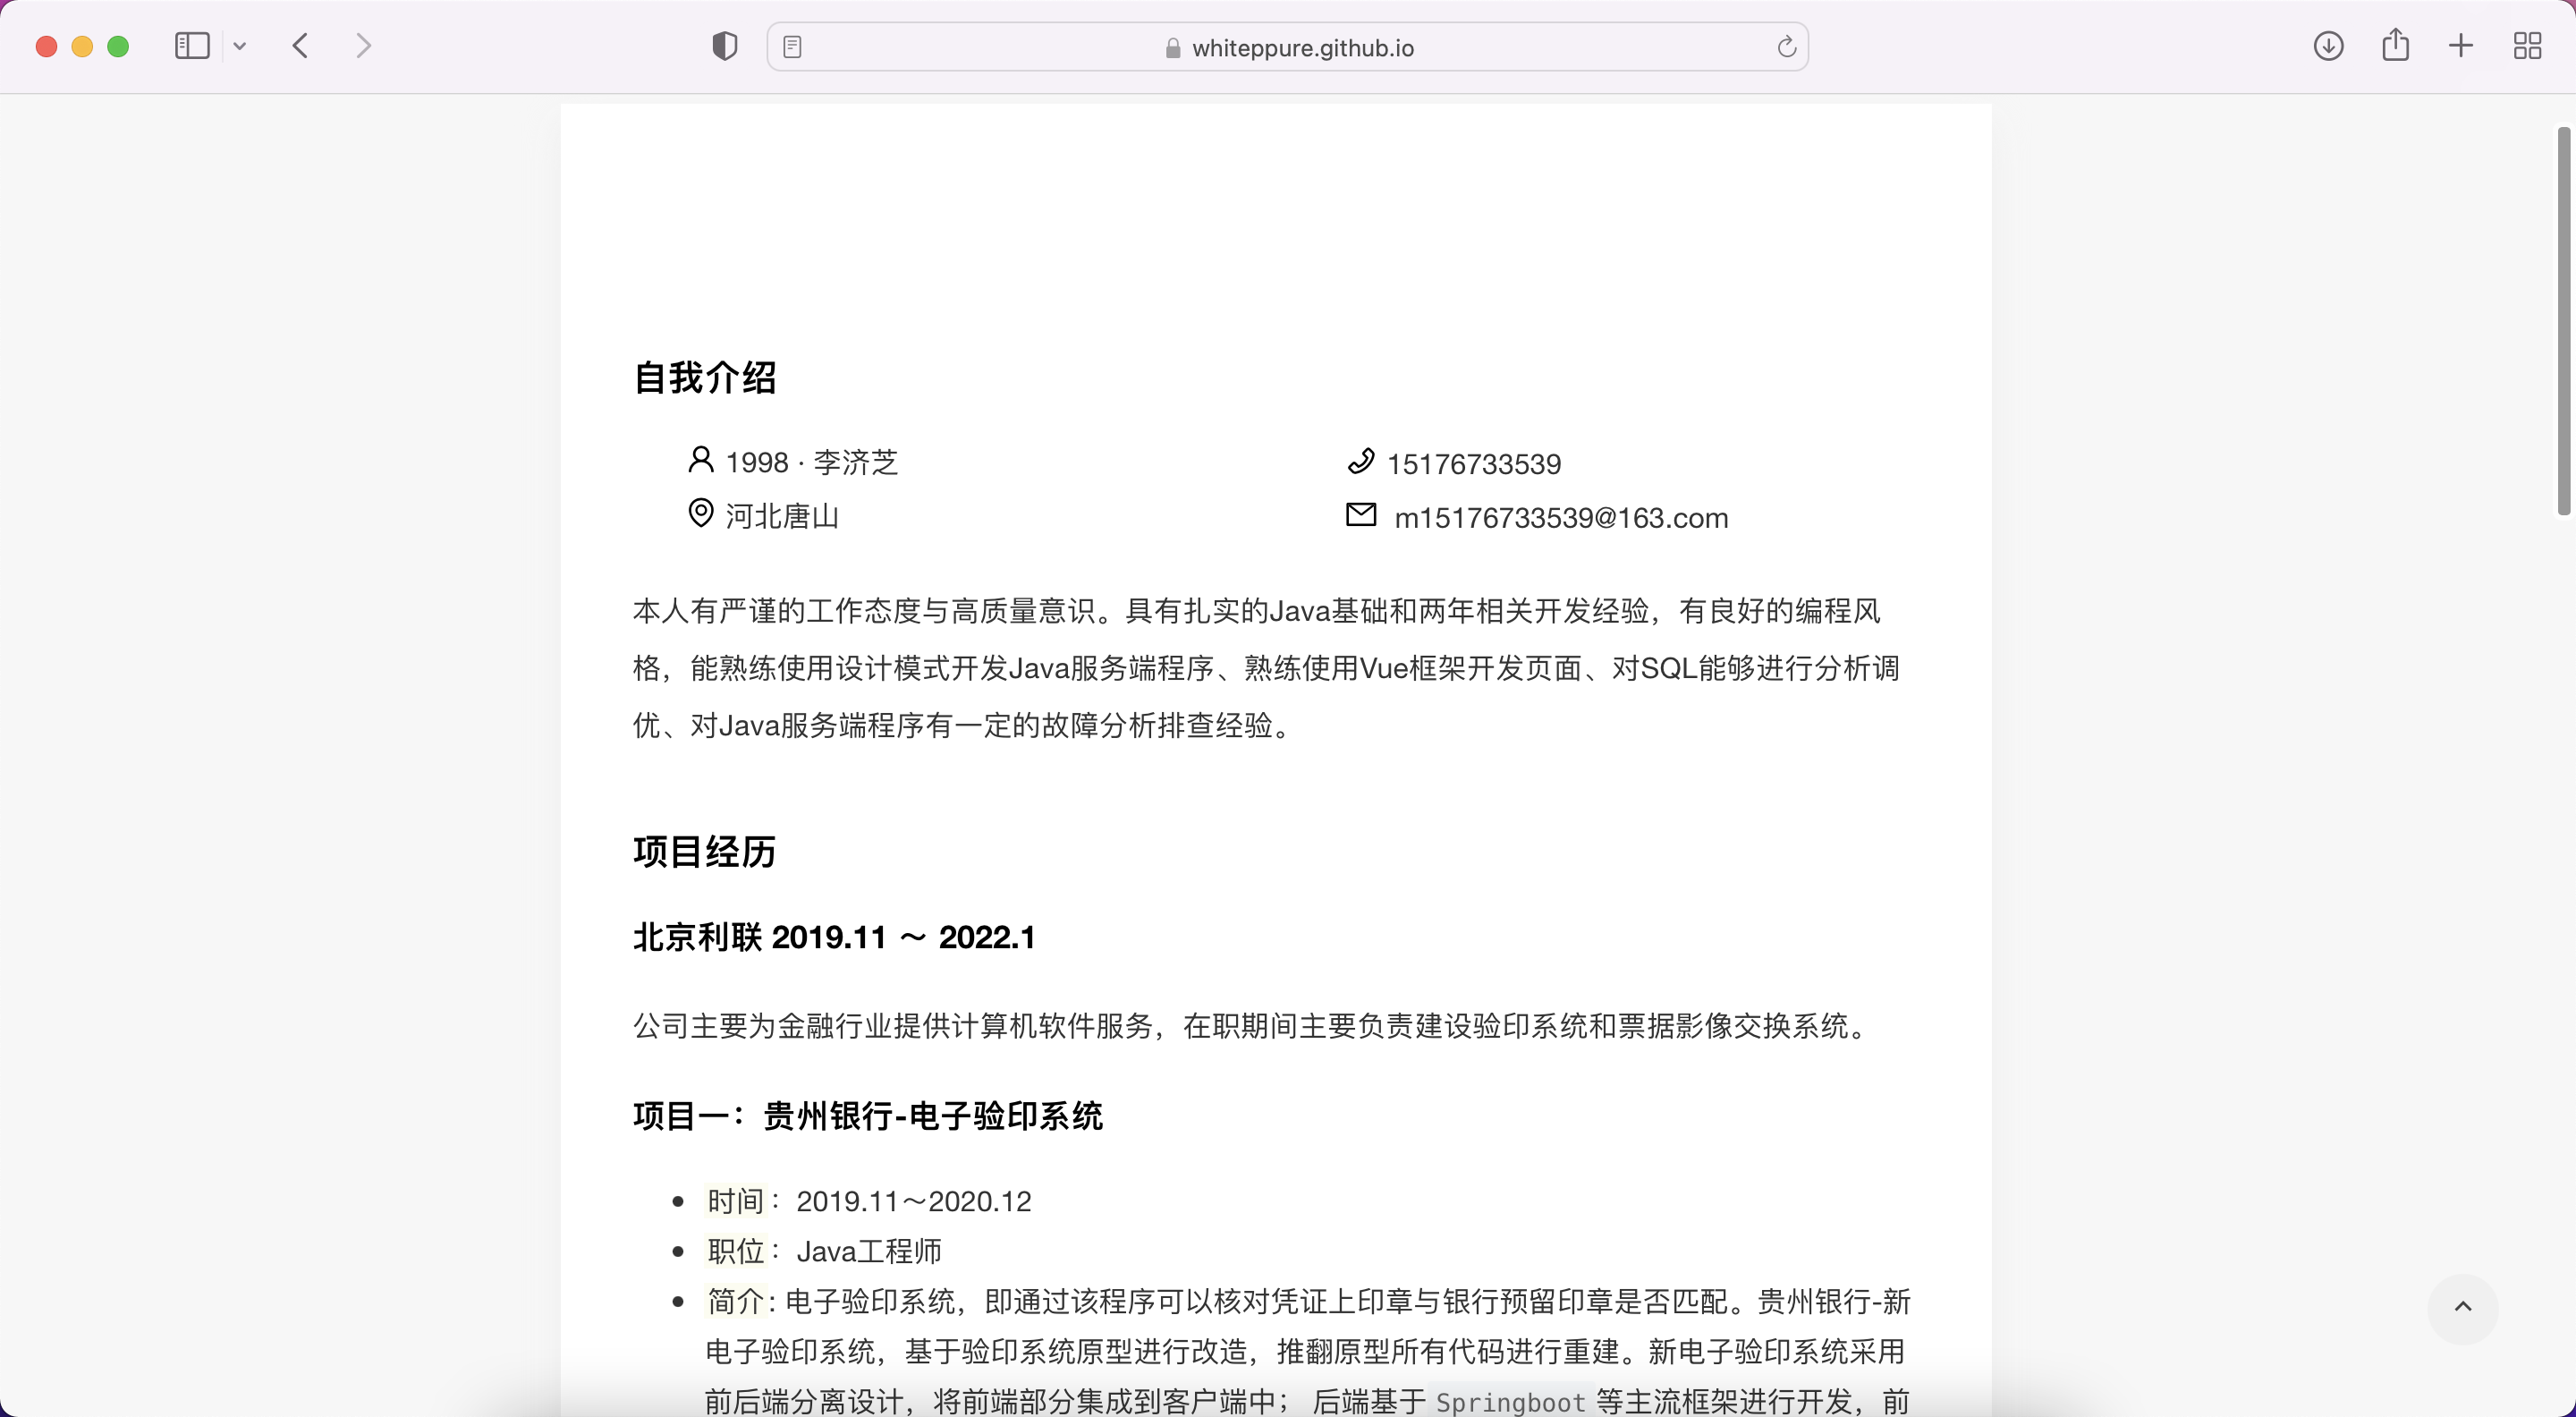 whiteppure.github.io
自我介绍
1998 · 李济芝
15176733539
河北唐山
m15176733539@163.com
本人有严谨的工作态度与高质量意识。具有扎实的Java基础和两年相关开发经验，有良好的编程风
格，能熟练使用设计模式开发Java服务端程序、熟练使用Vue框架开发页面、对SQL能够进行分析调
优、对Java服务端程序有一定的故障分析排查经验。
项目经历
北京利联 2019.11 ～ 2022.1
公司主要为金融行业提供计算机软件服务，在职期间主要负责建设验印系统和票据影像交换系统。
项目一：贵州银行-电子验印系统
时间： 2019.11～2020.12
职位： Java工程师
简介: 电子验印系统，即通过该程序可以核对凭证上印章与银行预留印章是否匹配。贵州银行-新
电子验印系统，基于验印系统原型进行改造，推翻原型所有代码进行重建。新电子验印系统采用
前后端分离设计，将前端部分集成到客户端中； 后端基于 Springboot 等主流框架进行开发，前